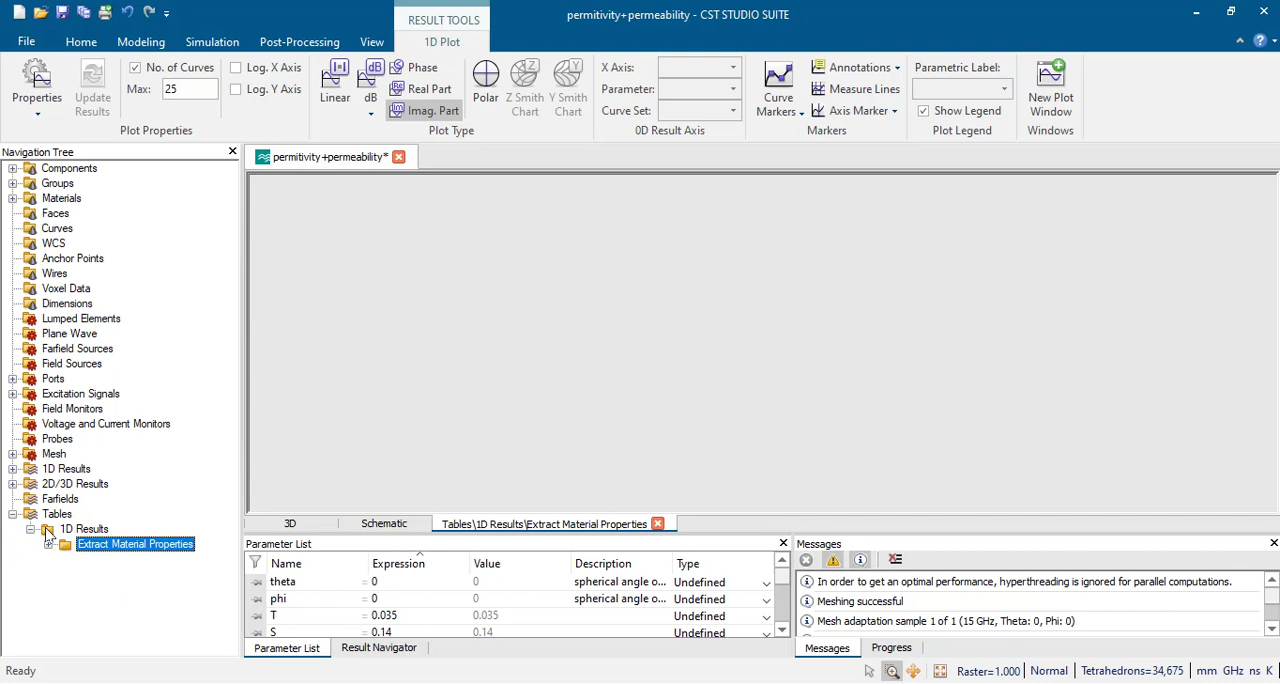 RESULT TOOLS
permitivity+permeability - CST STUDIO SUITE
File Home Modeling Simulation Post-Processing View 1D Plot
Properties
Update Results
No. of Curves
Max: 25
Log. X Axis
Log. Y Axis
Plot Properties
Linear
dB
Phase
Real Part
Imag. Part
Polar
Z Smith Chart
Y Smith Chart
Plot Type
X Axis:
Parameter:
Curve Set:
0D Result Axis
Curve Markers
Annotations
Measure Lines
Axis Marker
Markers
Parametric Label:
Show Legend
Plot Legend
New Plot Window
Windows
Navigation Tree
Components
Groups
Materials
Faces
Curves
WCS
Anchor Points
Wires
Voxel Data
Dimensions
Lumped Elements
Plane Wave
Farfield Sources
Field Sources
Ports
Excitation Signals
Field Monitors
Voltage and Current Monitors
Probes
Mesh
1D Results
2D/3D Results
Farfields
Tables
1D Results
Extract Material Properties
permitivity+permeability*
3D Schematic Tables\1D Results\Extract Material Properties
Parameter List
Name Expression Value Description Type
theta = 0 0 spherical angle o... Undefined
phi = 0 0 spherical angle o... Undefined
T = 0.035 0.035 Undefined
S = 0.14 0.14 Undefined
Parameter List Result Navigator
Messages
In order to get an optimal performance, hyperthreading is ignored for parallel computations.
Meshing successful
Mesh adaptation sample 1 of 1 (15 GHz, Theta: 0, Phi: 0)
Messages Progress
Ready
Raster=1.000 Normal Tetrahedrons=34,675 mm GHz ns K